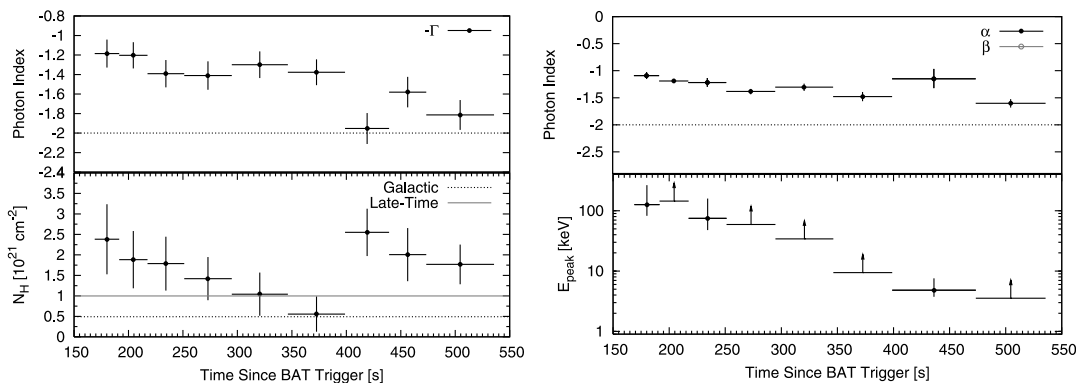 -0.8
-1
-1.2
-1.4
-1.6
-1.8
-2
-2.2
-2.4
Photon Index
-Γ
3.5
3
2.5
2
1.5
1
0.5
0
N_H [10^21 cm^-2]
Galactic
Late-Time
150 200 250 300 350 400 450 500 550
Time Since BAT Trigger [s]
0
-0.5
-1
-1.5
-2
-2.5
Photon Index
α
β
100
10
1
E_peak [keV]
150 200 250 300 350 400 450 500 550
Time Since BAT Trigger [s]